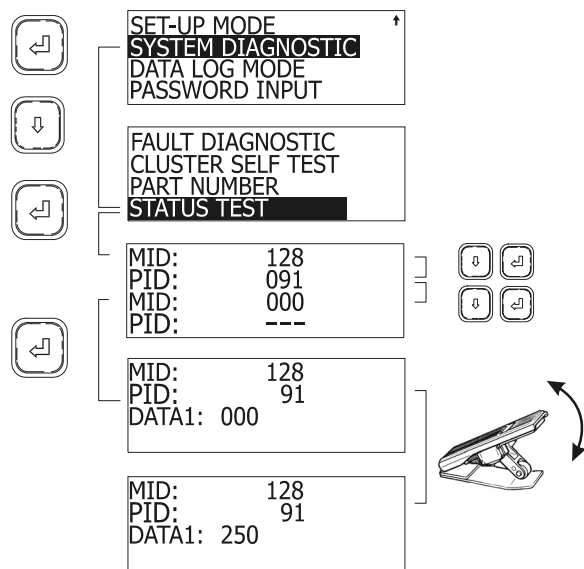 SET-UP MODE
SYSTEM DIAGNOSTIC
DATA LOG MODE
PASSWORD INPUT
FAULT DIAGNOSTIC
CLUSTER SELF TEST
PART NUMBER
STATUS TEST
MID: 128
PID: 091
MID: 000
PID: ---
MID: 128
PID: 91
DATA1: 000
MID: 128
PID: 91
DATA1: 250